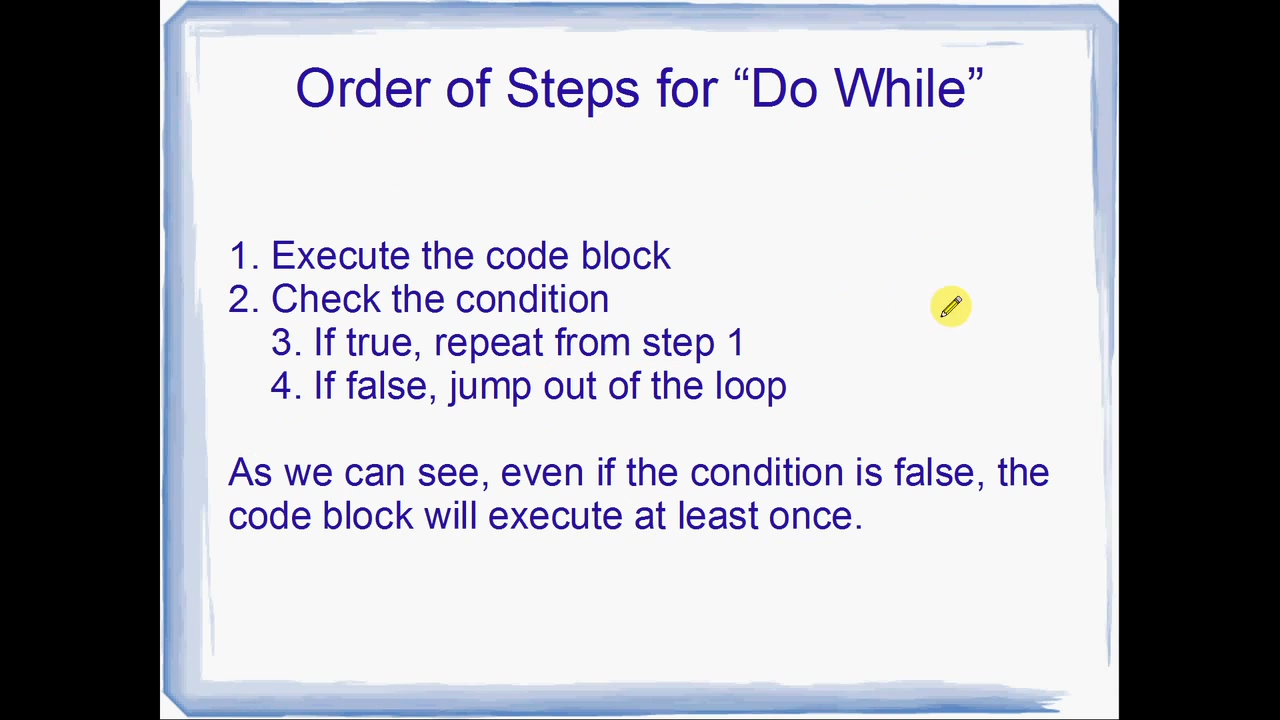 Order of Steps for “Do While”
1. Execute the code block
2. Check the condition
3. If true, repeat from step 1
4. If false, jump out of the loop
As we can see, even if the condition is false, the
code block will execute at least once.